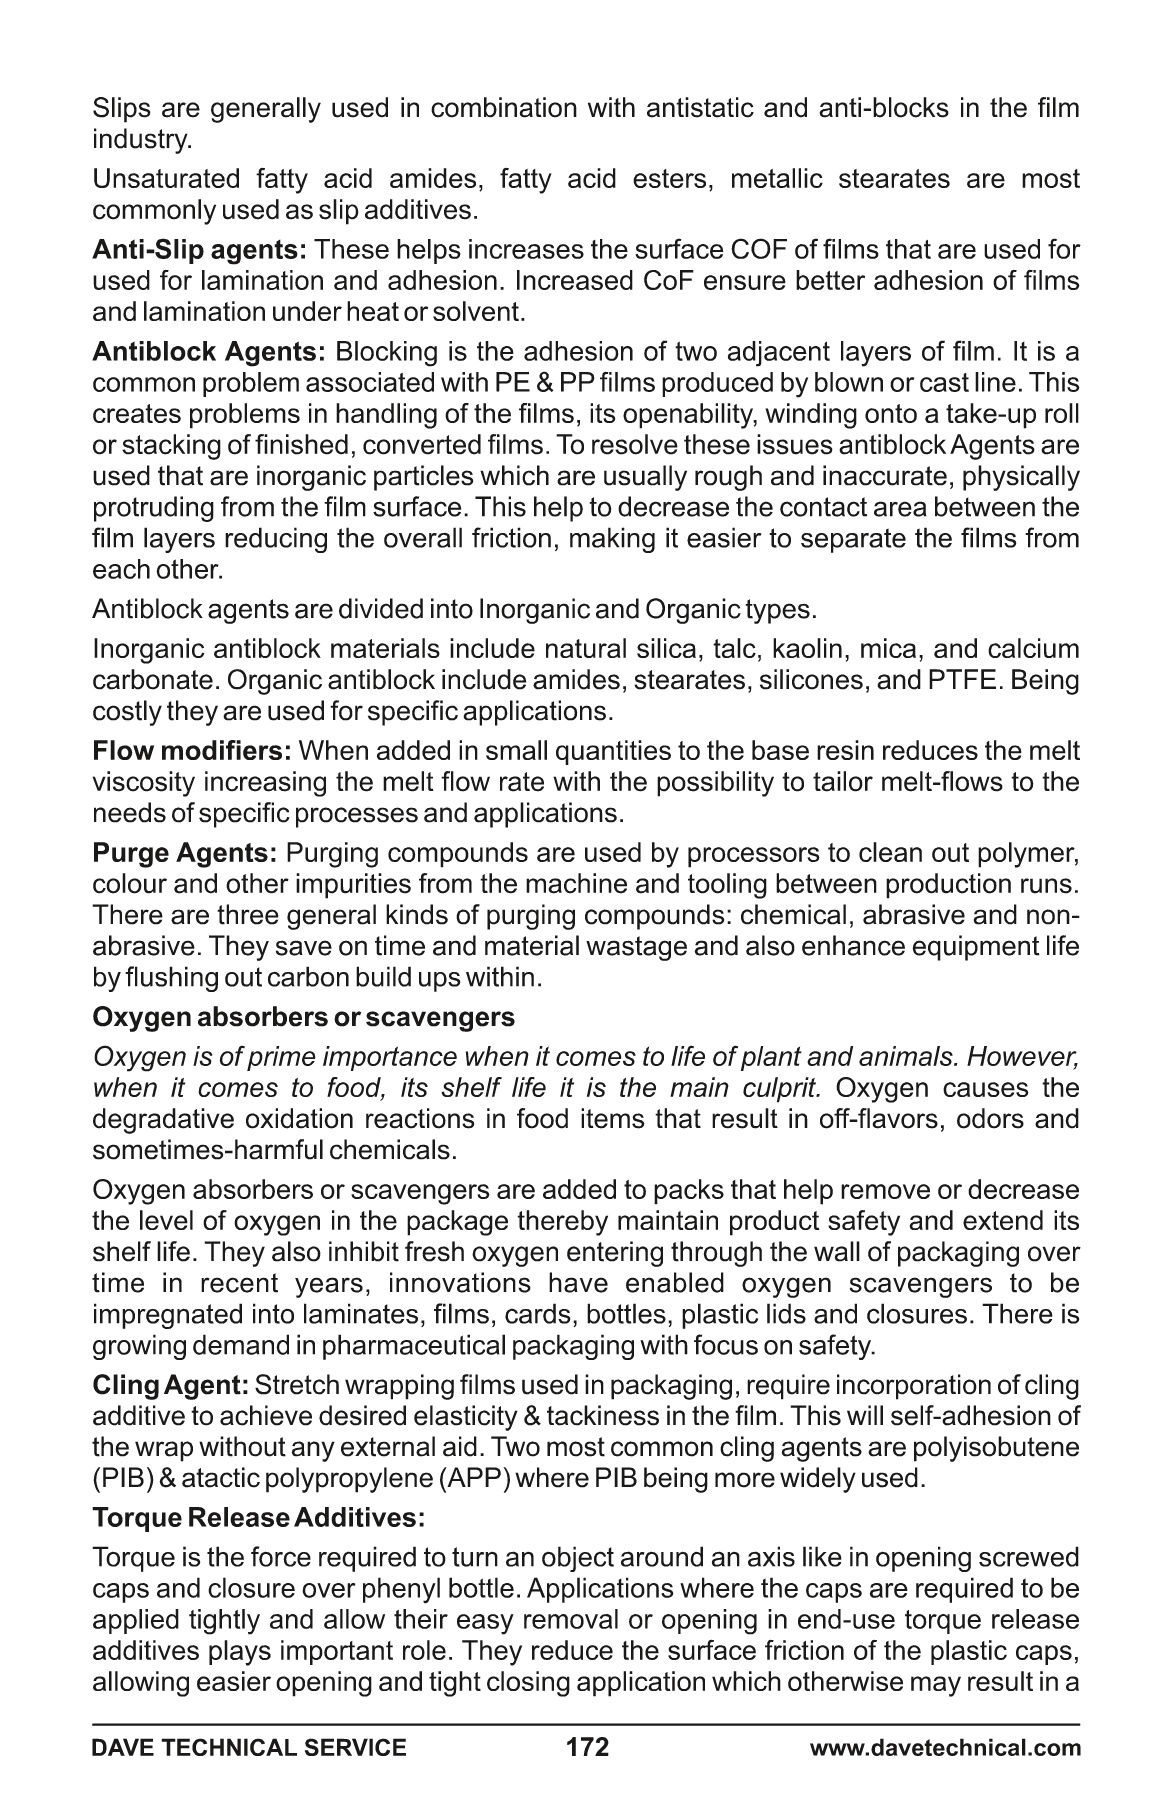 Slips are generally used in combination with antistatic and anti-blocks in the film
industry.
Unsaturated fatty acid amides, fatty acid esters, metallic stearates are most
commonly used as slip additives.
Anti-Slip agents: These helps increases the surface COF of films that are used for
used for lamination and adhesion. Increased CoF ensure better adhesion of films
and lamination under heat or solvent.
Antiblock Agents: Blocking is the adhesion of two adjacent layers of film. It is a
common problem associated with PE & PP films produced by blown or cast line. This
creates problems in handling of the films, its openability, winding onto a take-up roll
or stacking of finished, converted films. To resolve these issues antiblock Agents are
used that are inorganic particles which are usually rough and inaccurate, physically
protruding from the film surface. This help to decrease the contact area between the
film layers reducing the overall friction, making it easier to separate the films from
each other.
Antiblock agents are divided into Inorganic and Organic types.
Inorganic antiblock materials include natural silica, talc, kaolin, mica, and calcium
carbonate. Organic antiblock include amides, stearates, silicones, and PTFE. Being
costly they are used for specific applications.
Flow modifiers: When added in small quantities to the base resin reduces the melt
viscosity increasing the melt flow rate with the possibility to tailor melt-flows to the
needs of specific processes and applications.
Purge Agents: Purging compounds are used by processors to clean out polymer,
colour and other impurities from the machine and tooling between production runs.
There are three general kinds of purging compounds: chemical, abrasive and non-
abrasive. They save on time and material wastage and also enhance equipment life
by flushing out carbon build ups within.
Oxygen absorbers or scavengers
Oxygen is of prime importance when it comes to life of plant and animals. However,
when it comes to food, its shelf life it is the main culprit. Oxygen causes the
degradative oxidation reactions in food items that result in off-flavors, odors and
sometimes-harmful chemicals.
Oxygen absorbers or scavengers are added to packs that help remove or decrease
the level of oxygen in the package thereby maintain product safety and extend its
shelf life. They also inhibit fresh oxygen entering through the wall of packaging over
time in recent years, innovations have enabled oxygen scavengers to be
impregnated into laminates, films, cards, bottles, plastic lids and closures. There is
growing demand in pharmaceutical packaging with focus on safety.
Cling Agent: Stretch wrapping films used in packaging, require incorporation of cling
additive to achieve desired elasticity & tackiness in the film. This will self-adhesion of
the wrap without any external aid. Two most common cling agents are polyisobutene
(PIB) & atactic polypropylene (APP) where PIB being more widely used.
Torque Release Additives:
Torque is the force required to turn an object around an axis like in opening screwed
caps and closure over phenyl bottle. Applications where the caps are required to be
applied tightly and allow their easy removal or opening in end-use torque release
additives plays important role. They reduce the surface friction of the plastic caps,
allowing easier opening and tight closing application which otherwise may result in a
DAVE TECHNICAL SERVICE 172 www.davetechnical.com